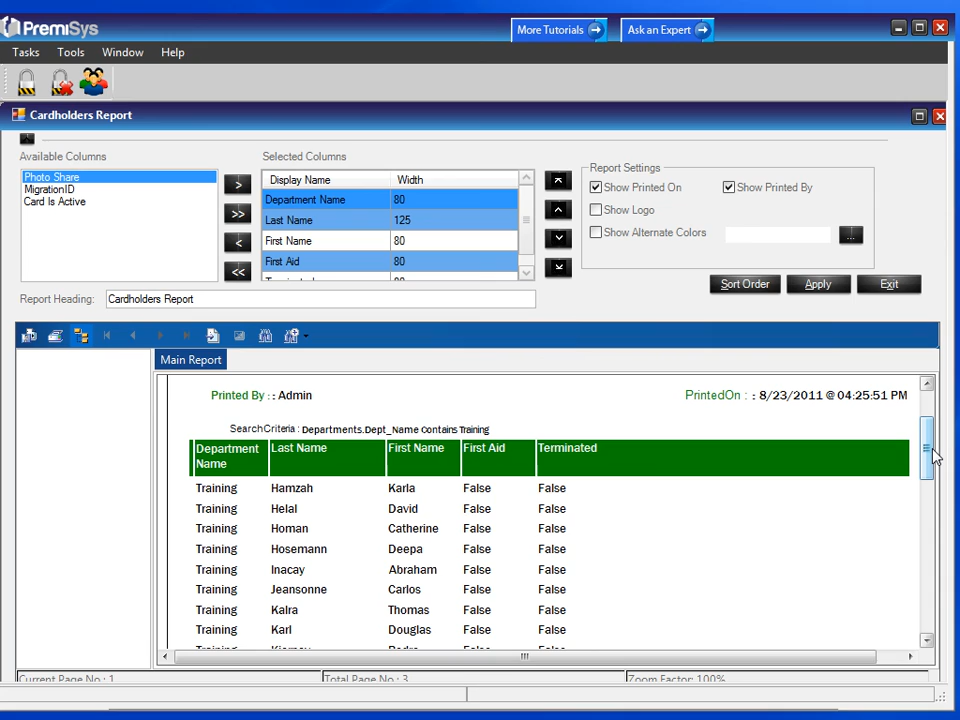 PremiSys
More Tutorials
Ask an Expert
Tasks Tools Window Help
Cardholders Report
Available Columns
Photo Share
MigrationID
Card Is Active
>
>>
<
<<
Selected Columns
Display Name Width
Department Name 80
Last Name 125
First Name 80
First Aid 80
Report Settings
Show Printed On Show Printed By
Show Logo
Show Alternate Colors ...
Sort Order Apply Exit
Report Heading: Cardholders Report
Main Report
Printed By : : Admin PrintedOn : : 8/23/2011 @ 04:25:51 PM
SearchCriteria : Departments.Dept_Name Contains Training
Department Name Last Name First Name First Aid Terminated
Training Hamzah Karla False False
Training Helal David False False
Training Homan Catherine False False
Training Hosemann Deepa False False
Training Inacay Abraham False False
Training Jeansonne Carlos False False
Training Kalra Thomas False False
Training Karl Douglas False False
Current Page No.: 1 Total Page No.: 3 Zoom Factor: 100%